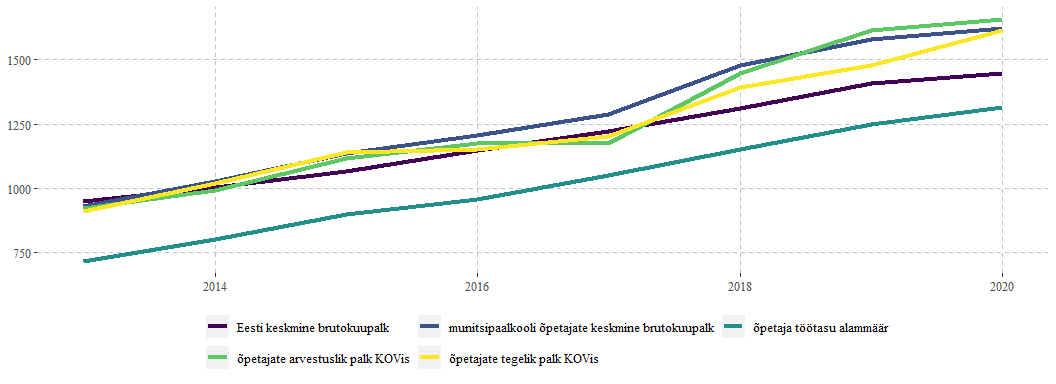 1500
1250
1000
750
2014 2016 2018 2020
Eesti keskmine brutokuupalk munitsipaalkooli õpetajate keskmine brutokuupalk õpetaja töötasu alammäär
õpetajate arvestuslik palk KOVis õpetajate tegelik palk KOVis